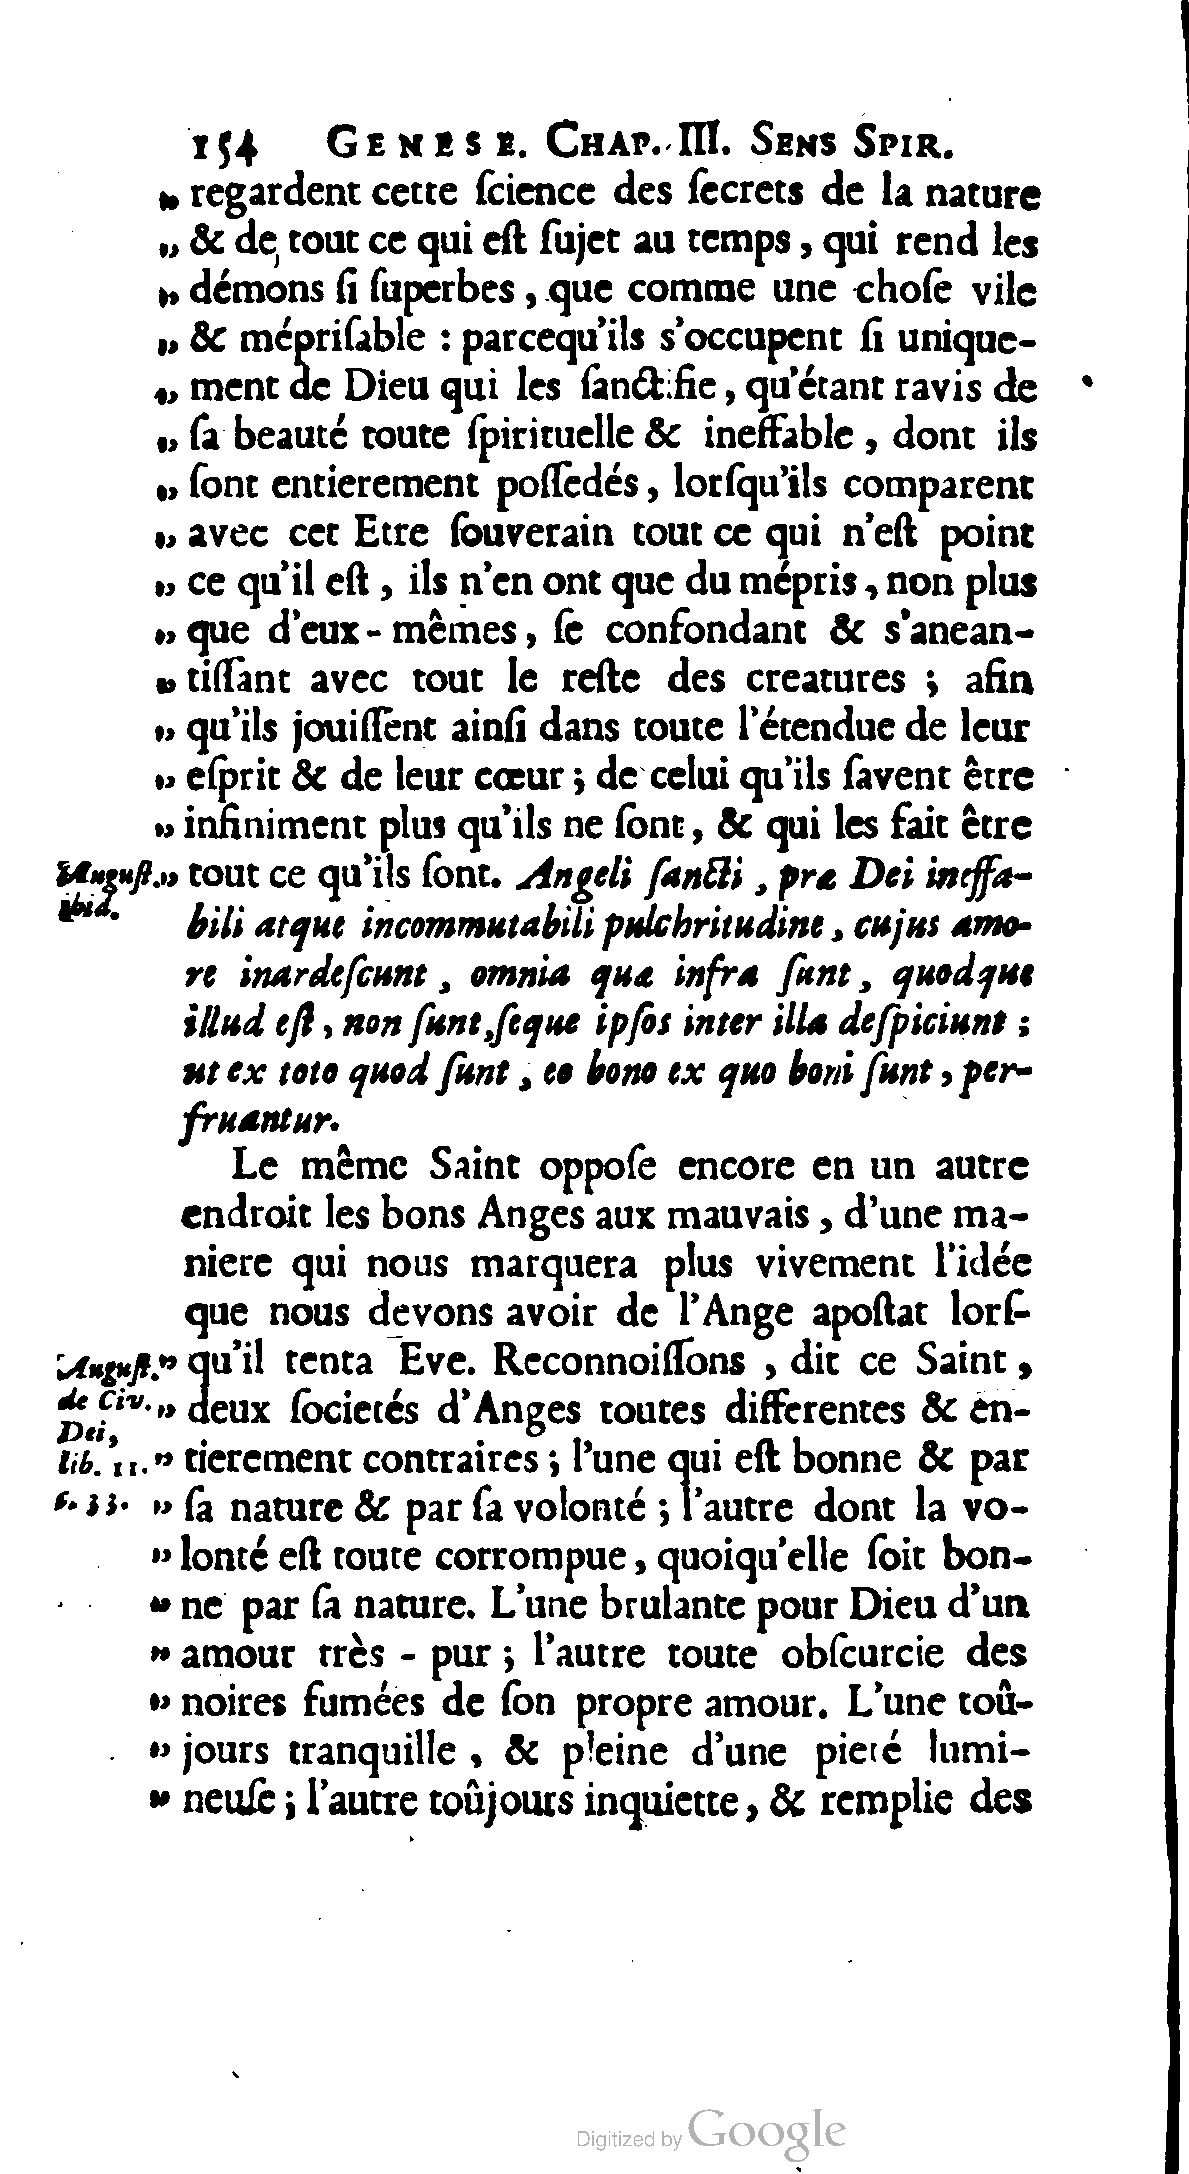 154 GENESE. CHAP. III. SENS SPIR.
„ regardent cette ſcience des ſecrets de la nature
„ & de tout ce qui eſt ſujet au temps, qui rend les
„ démons ſi ſuperbes, que comme une choſe vile
„ & mépriſable : parcequ'ils s'occupent ſi unique-
„ ment de Dieu qui les ſanctifie, qu'étant ravis de
„ ſa beauté toute ſpirituelle & ineffable, dont ils
„ ſont entierement poſſedés, lorſqu'ils comparent
„ avec cet Etre ſouverain tout ce qui n'eſt point
„ ce qu'il eſt, ils n'en ont que du mépris, non plus
„ que d'eux-mêmes, ſe confondant & s'anean-
„ tiſſant avec tout le reſte des creatures ; afin
„ qu'ils jouiſſent ainſi dans toute l'étendue de leur
„ eſprit & de leur cœur ; de celui qu'ils ſavent être
„ infiniment plus qu'ils ne ſont, & qui les fait être
Auguſt. „ tout ce qu'ils ſont. Angeli ſancti, præ Dei ineffa-
ibid. bili atque incommutabili pulchritudine, cujus amo-
re inardeſcunt, omnia quæ infra ſunt, quodque
illud eſt, non ſunt, ſeque ipſos inter illa deſpiciunt ;
ut ex toto quod ſunt, eo bono ex quo boni ſunt, per-
fruantur.
Le même Saint oppoſe encore en un autre
endroit les bons Anges aux mauvais, d'une ma-
niere qui nous marquera plus vivement l'idée
que nous devons avoir de l'Ange apoſtat lorſ-
Auguſt. „ qu'il tenta Eve. Reconnoiſſons, dit ce Saint,
de Civ. „ deux ſocietés d'Anges toutes differentes & en-
Dei,
lib. 11. „ tierement contraires ; l'une qui eſt bonne & par
c. 33. „ ſa nature & par ſa volonté ; l'autre dont la vo-
„ lonté eſt toute corrompue, quoiqu'elle ſoit bon-
„ ne par ſa nature. L'une brulante pour Dieu d'un
„ amour très-pur ; l'autre toute obſcurcie des
„ noires fumées de ſon propre amour. L'une toû-
„ jours tranquille, & pleine d'une pieté lumi-
„ neuſe ; l'autre toûjours inquiette, & remplie des
Digitized by Google